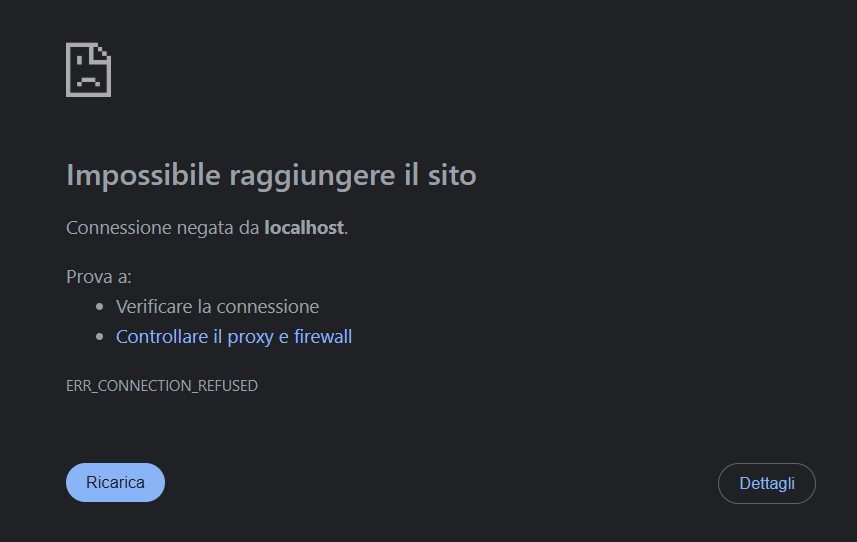 Impossibile raggiungere il sito
Connessione negata da localhost.
Prova a:
Verificare la connessione
Controllare il proxy e firewall
ERR_CONNECTION_REFUSED
Ricarica
Dettagli